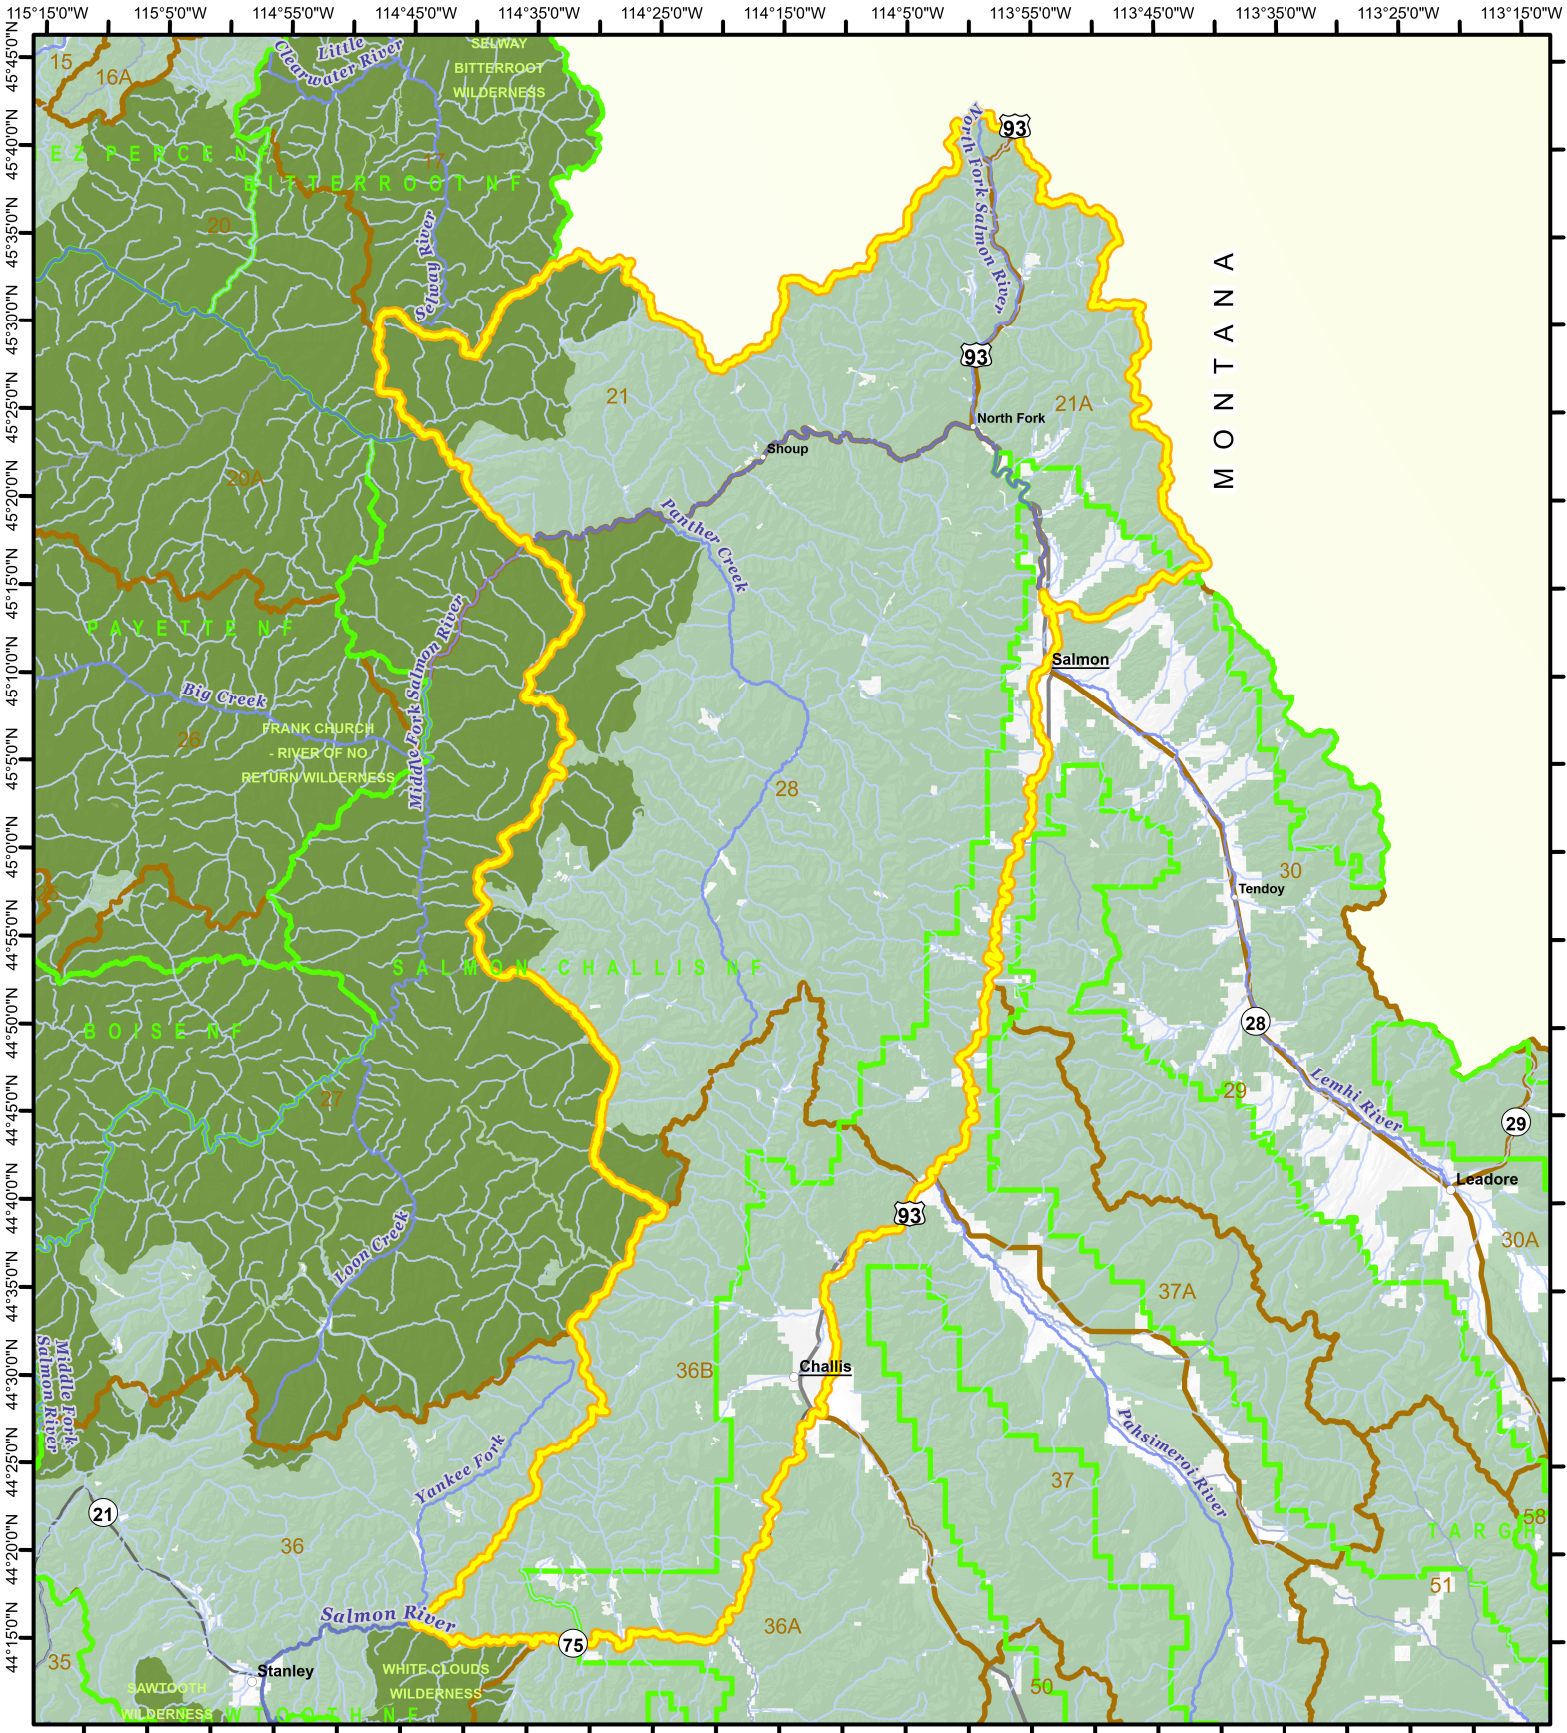 115°15'0"W
115°5'0"W
114°55'0"W
114°45'0"W
114°35'0"W
114°25'0"W
114°15'0"W
114°5'0"W
113°55'0"W
113°45'0"W
113°35'0"W
113°25'0"W
113°15'0"W
45°45'0"N
45°40'0"N
45°35'0"N
45°30'0"N
45°25'0"N
45°20'0"N
45°15'0"N
45°10'0"N
45°5'0"N
45°0'0"N
44°55'0"N
44°50'0"N
44°45'0"N
44°40'0"N
44°35'0"N
44°30'0"N
44°25'0"N
44°20'0"N
44°15'0"N
15
16A
Little
Clearwater River
SELWAY
BITTERROOT
WILDERNESS
EZ PERCE NF
BITTERROOT NF
17
20
Selway River
North Fork Salmon River
93
MONTANA
93
21
21A
North Fork
Shoup
20A
Panther Creek
PAYETTE NF
Middle Fork Salmon River
Salmon
Big Creek
FRANK CHURCH
- RIVER OF NO
RETURN WILDERNESS
26
28
30
Tendoy
SALMON-CHALLIS NF
BOISE NF
28
27
29
Lemhi River
29
Leadore
93
30A
Loon Creek
37A
Middle Fork
Salmon River
36B
Challis
Pahsimeroi River
Yankee Fork
37
21
36
58
TARGH
51
Salmon River
36A
75
35
Stanley
WHITE CLOUDS
WILDERNESS
SAWTOOTH
WILDERNESS
WTOOTH NF
50